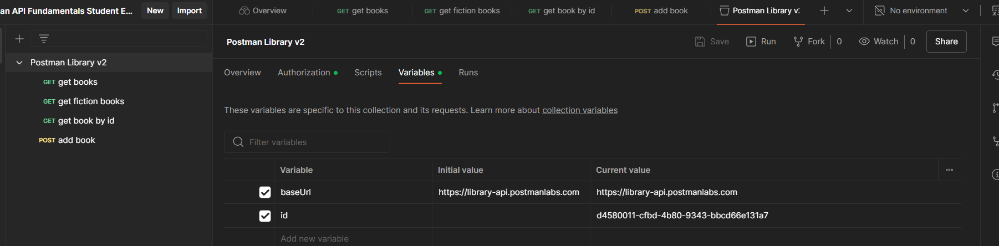 an API Fundamentals Student E... New Import
Overview GET get books GET get fiction books GET get book by id POST add book Postman Library v2 No environment
Postman Library v2 Save Run Fork 0 Watch 0 Share
Postman Library v2
GET get books
GET get fiction books
GET get book by id
POST add book
Overview Authorization Scripts Variables Runs
These variables are specific to this collection and its requests. Learn more about collection variables
Filter variables
Variable Initial value Current value
baseUrl https://library-api.postmanlabs.com https://library-api.postmanlabs.com
id d4580011-cfbd-4b80-9343-bbcd66e131a7
Add new variable